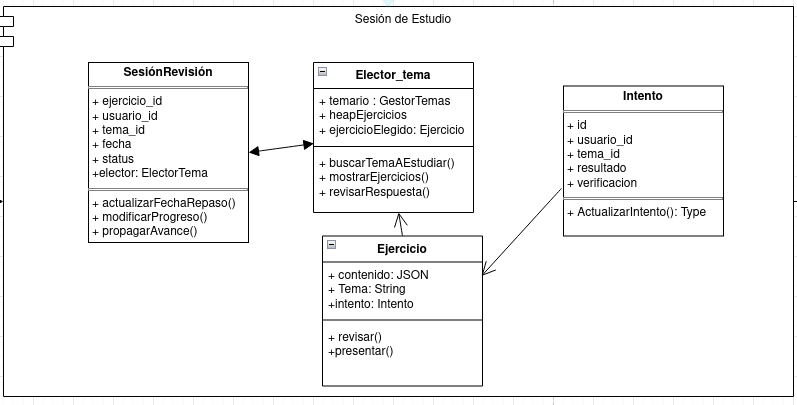 Sesión de Estudio
SesiónRevisión
+ ejercicio_id
+ usuario_id
+ tema_id
+ fecha
+ status
+elector: ElectorTema
+ actualizarFechaRepaso()
+ modificarProgreso()
+ propagarAvance()
Elector_tema
+ temario : GestorTemas
+ heapEjercicios
+ ejercicioElegido: Ejercicio
+ buscarTemaAEstudiar()
+ mostrarEjercicios()
+ revisarRespuesta()
Intento
+ id
+ usuario_id
+ tema_id
+ resultado
+ verificacion
+ ActualizarIntento(): Type
Ejercicio
+ contenido: JSON
+ Tema: String
+intento: Intento
+ revisar()
+presentar()